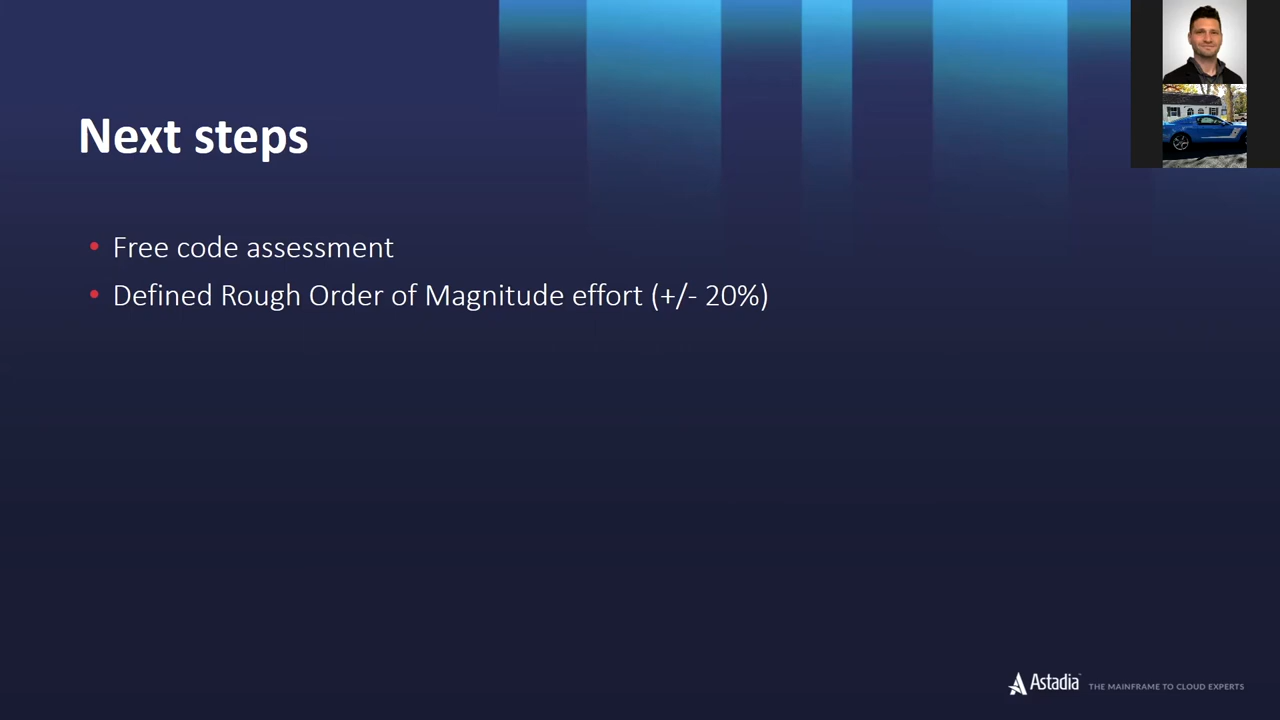 Next steps
• Free code assessment
• Defined Rough Order of Magnitude effort (+/- 20%)
Astadia THE MAINFRAME TO CLOUD EXPERTS